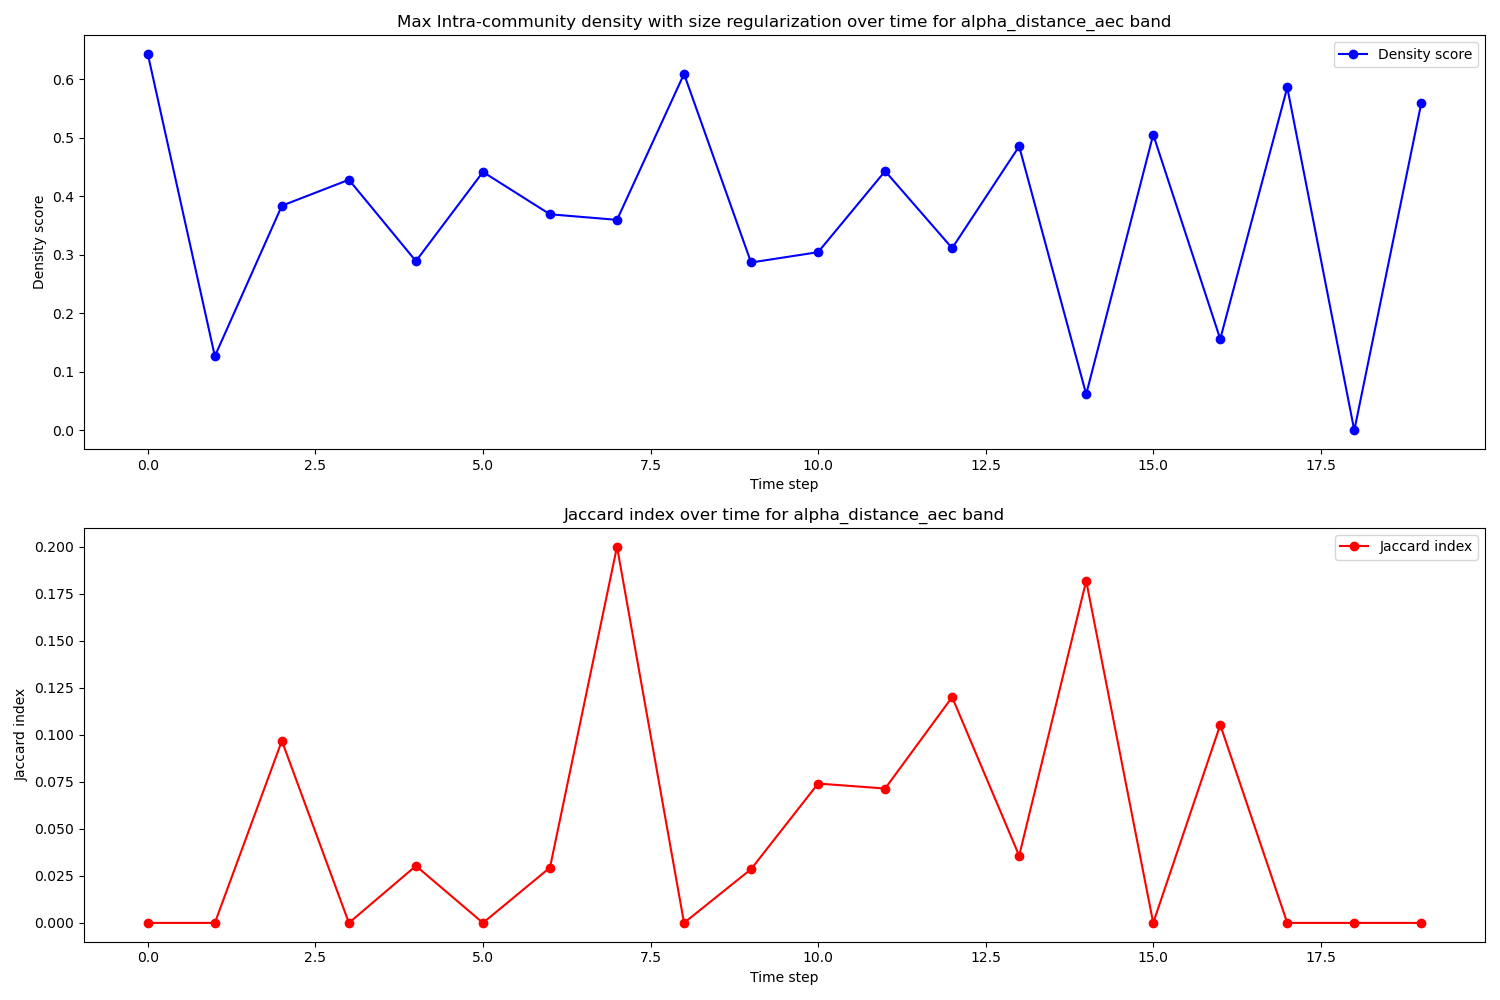 Max Intra-community density with size regularization over time for alpha_distance_aec band
Density score
0.6
0.5
0.4
0.3
0.2
0.1
0.0
Density score
0.0 2.5 5.0 7.5 10.0 12.5 15.0 17.5
Time step
Jaccard index over time for alpha_distance_aec band
Jaccard index
0.200
0.175
0.150
0.125
0.100
0.075
0.050
0.025
0.000
Jaccard index
0.0 2.5 5.0 7.5 10.0 12.5 15.0 17.5
Time step